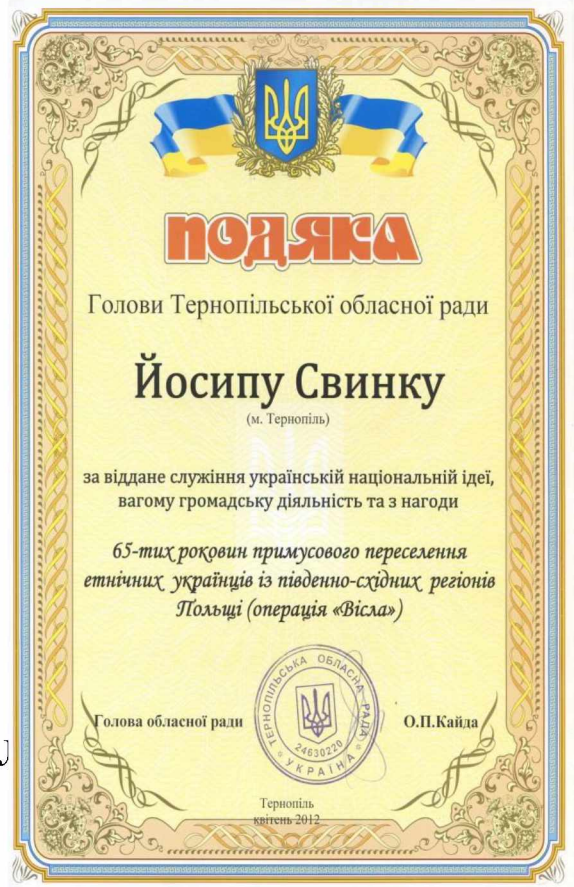 ПОДЯКА
Голови Тернопільської обласної ради
Йосипу Свинку
(м. Тернопіль)
за віддане служіння українській національній ідеї,
вагому громадську діяльність та з нагоди
65-тих роковин примусового переселення
етнічних українців із південно-східних регіонів
Польщі (операція «Вісла»)
Голова обласної ради
ТЕРНОПІЛЬСЬКА ОБЛАСНА РАДА
24630220
УКРАЇНА
О.П.Кайда
Тернопіль
квітень 2012